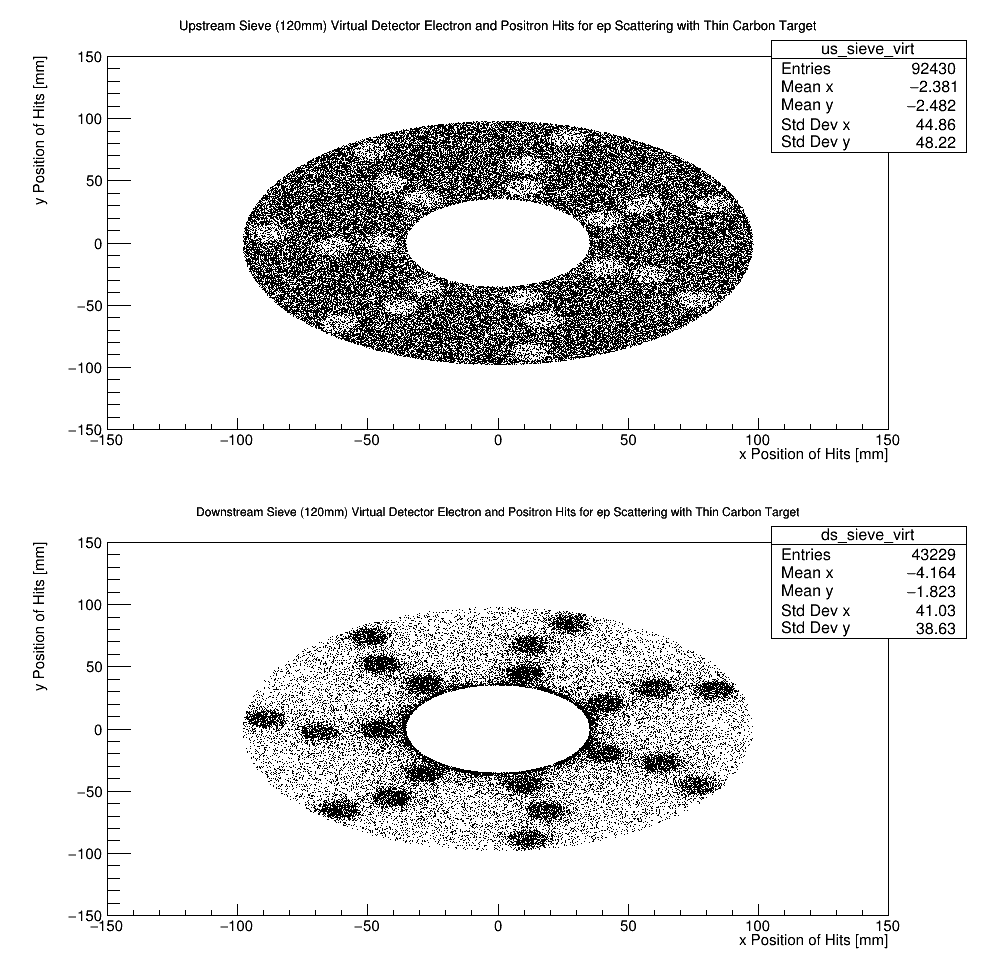 Upstream Sieve (120mm) Virtual Detector Electron and Positron Hits for ep Scattering with Thin Carbon Target
us_sieve_virt
Entries 92430
Mean x −2.381
Mean y −2.482
Std Dev x 44.86
Std Dev y 48.22
y Position of Hits [mm]
150
100
50
0
−50
−100
−150
−150 −100 −50 0 50 100 150
x Position of Hits [mm]
Downstream Sieve (120mm) Virtual Detector Electron and Positron Hits for ep Scattering with Thin Carbon Target
ds_sieve_virt
Entries 43229
Mean x −4.164
Mean y −1.823
Std Dev x 41.03
Std Dev y 38.63
y Position of Hits [mm]
150
100
50
0
−50
−100
−150
−150 −100 −50 0 50 100 150
x Position of Hits [mm]